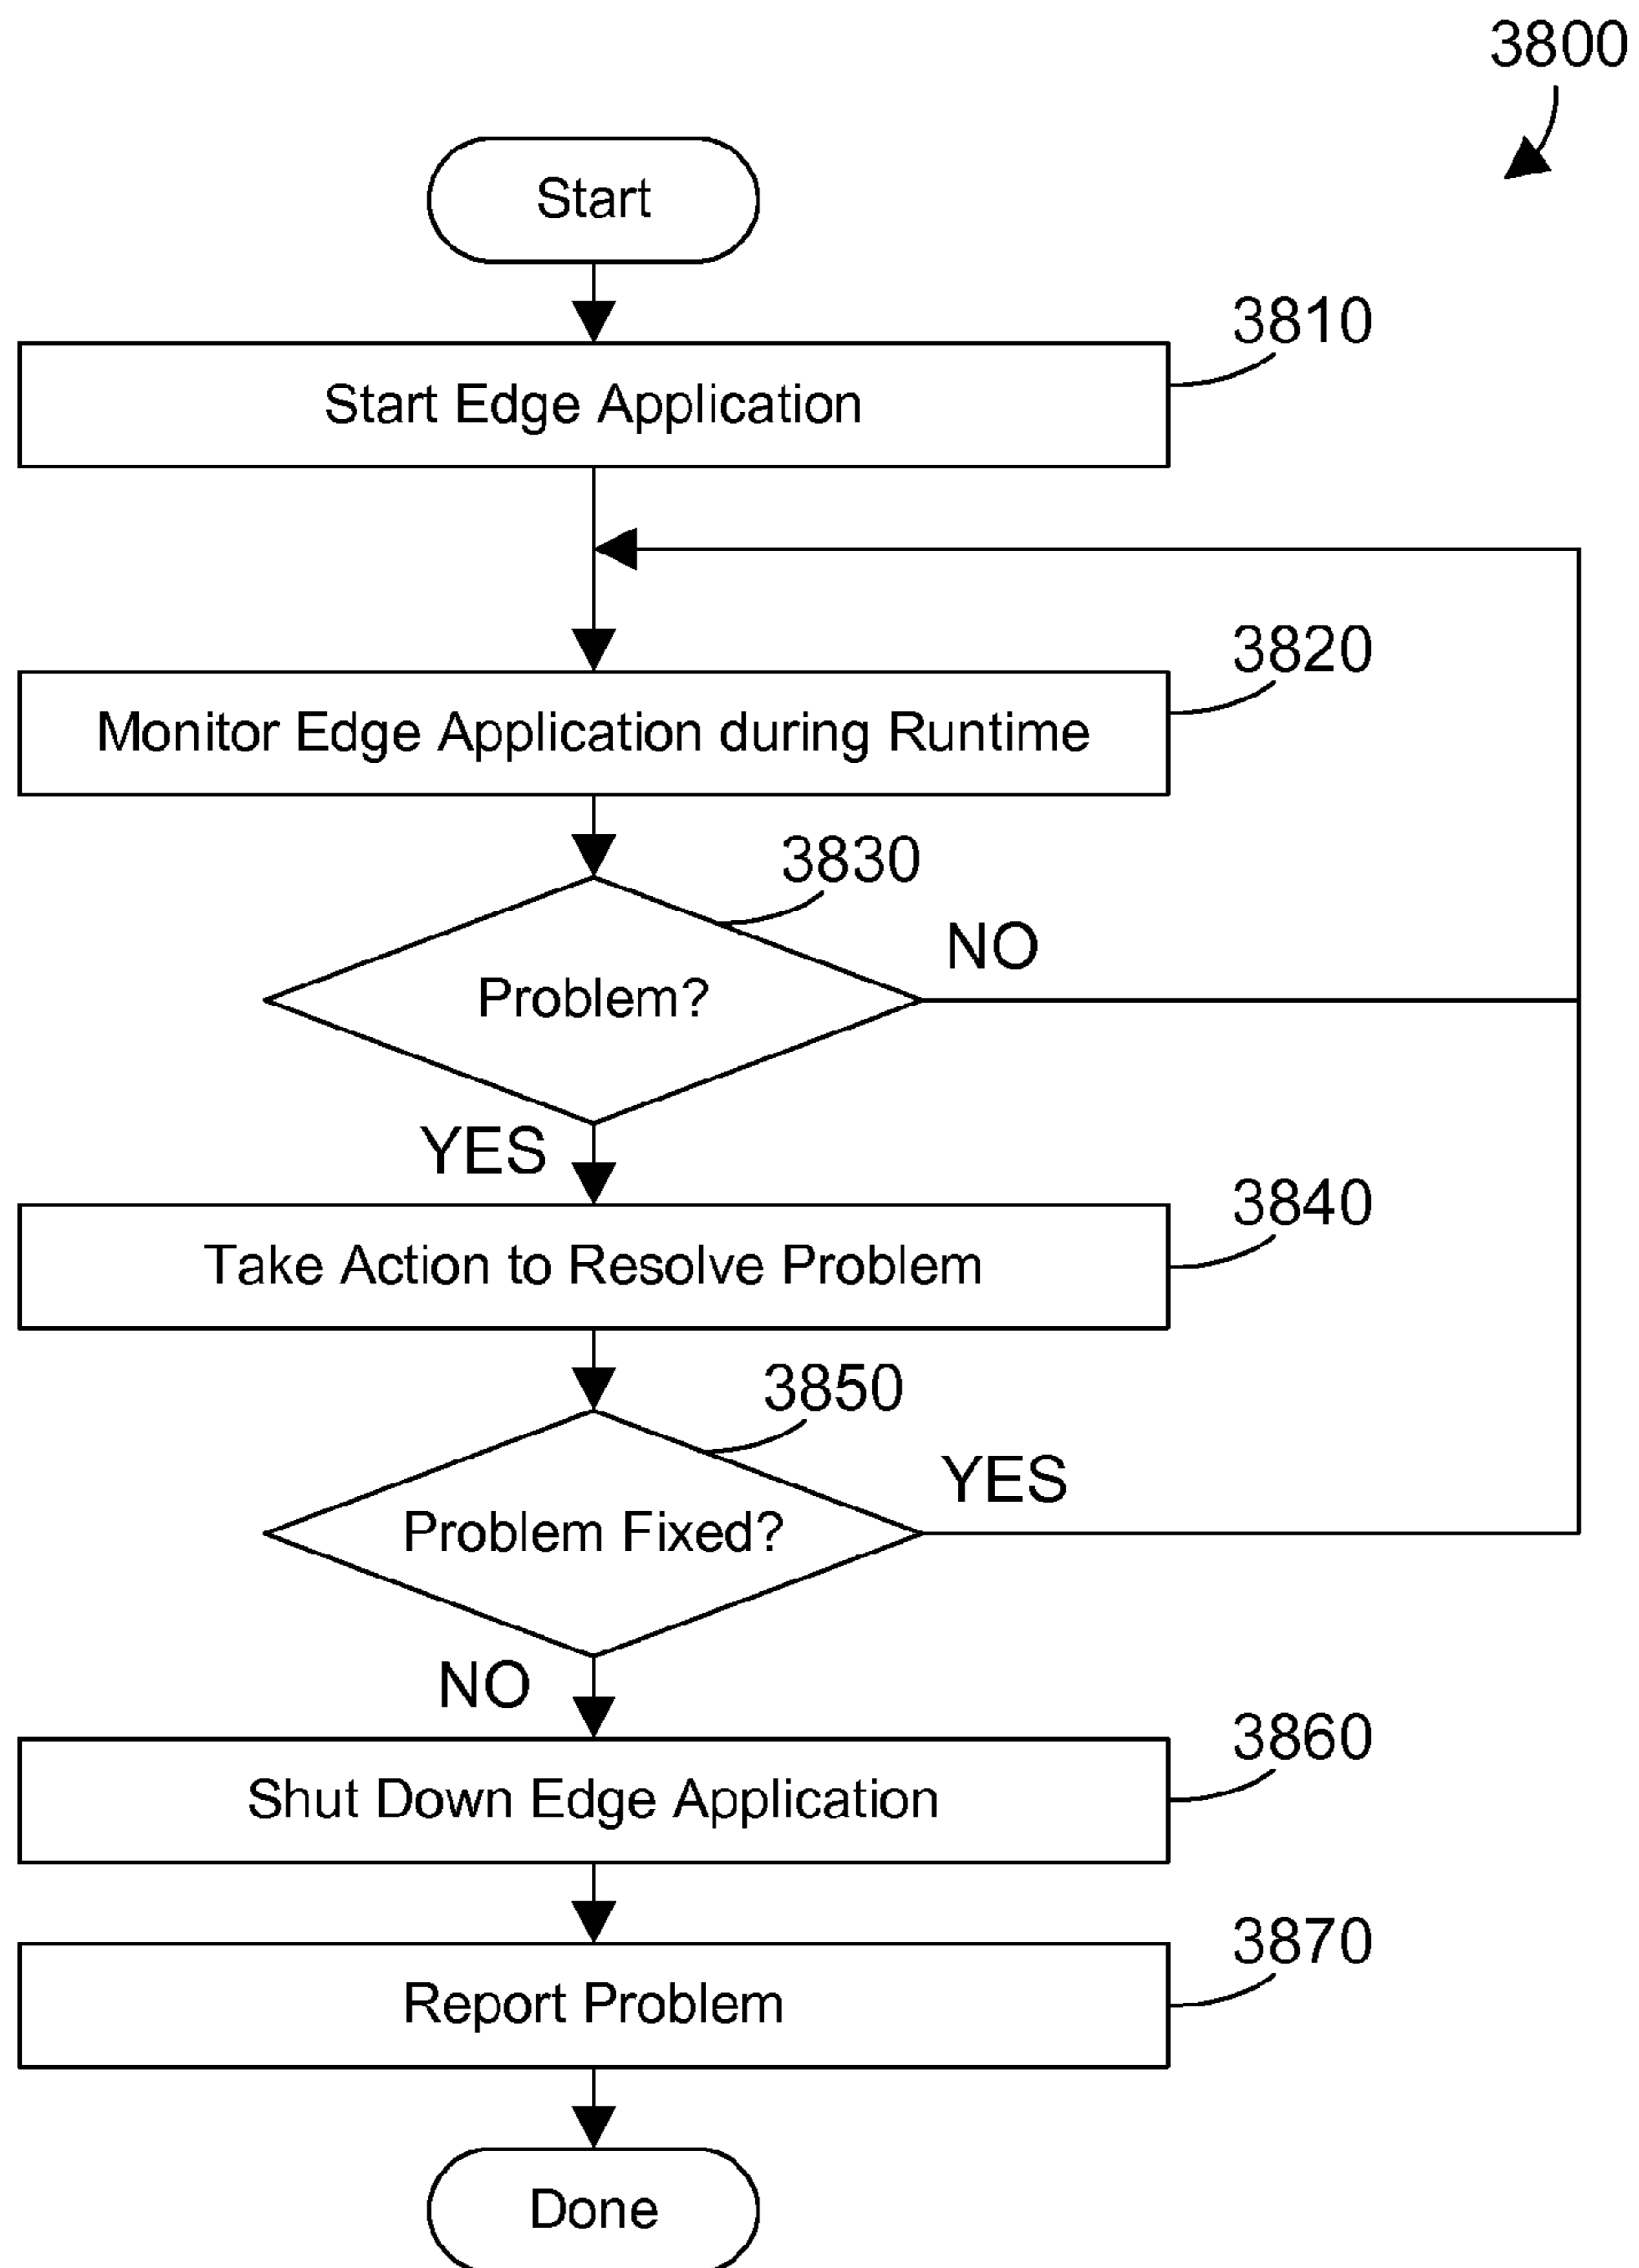 3800
Start
3810
Start Edge Application
3820
Monitor Edge Application during Runtime
3830
NO
Problem?
YES
3840
Take Action to Resolve Problem
3850
YES
Problem Fixed?
NO
3860
Shut Down Edge Application
3870
Report Problem
Done